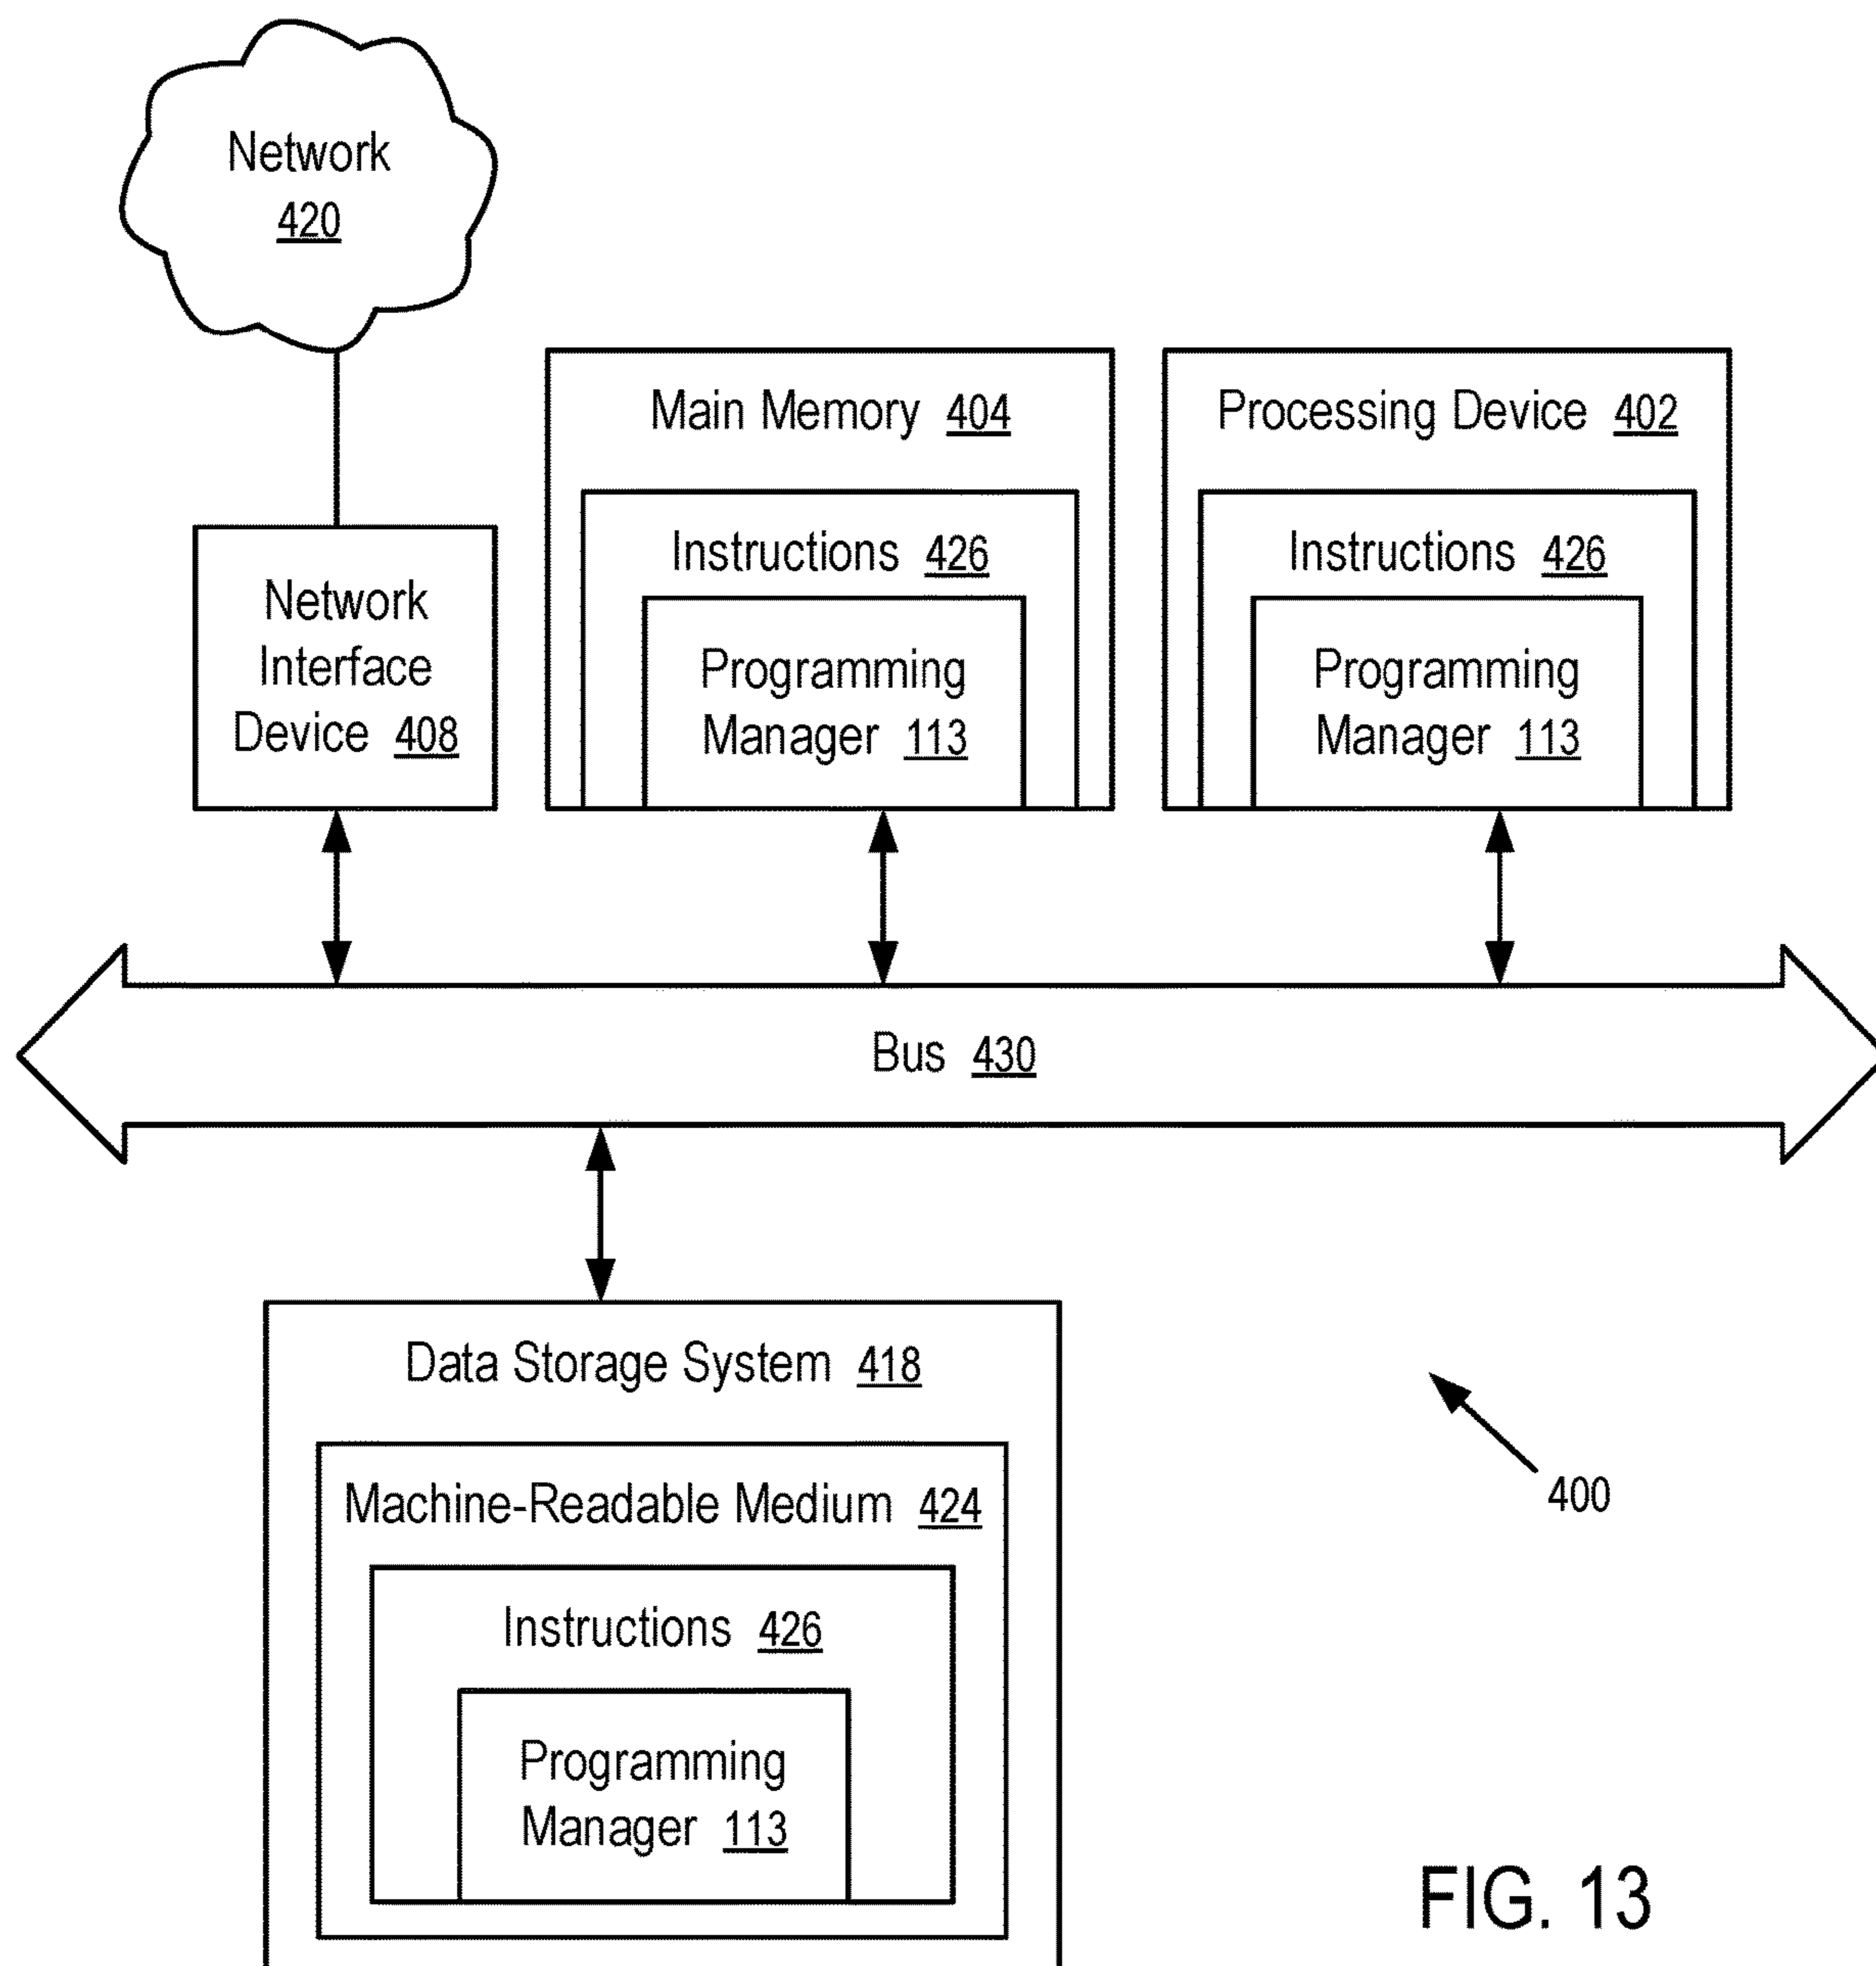 Network
420
Main Memory 404
Processing Device 402
Instructions 426
Instructions 426
Network
Interface
Device 408
Programming
Manager 113
Programming
Manager 113
Bus 430
Data Storage System 418
Machine-Readable Medium 424
400
Instructions 426
Programming
Manager 113
FIG. 13